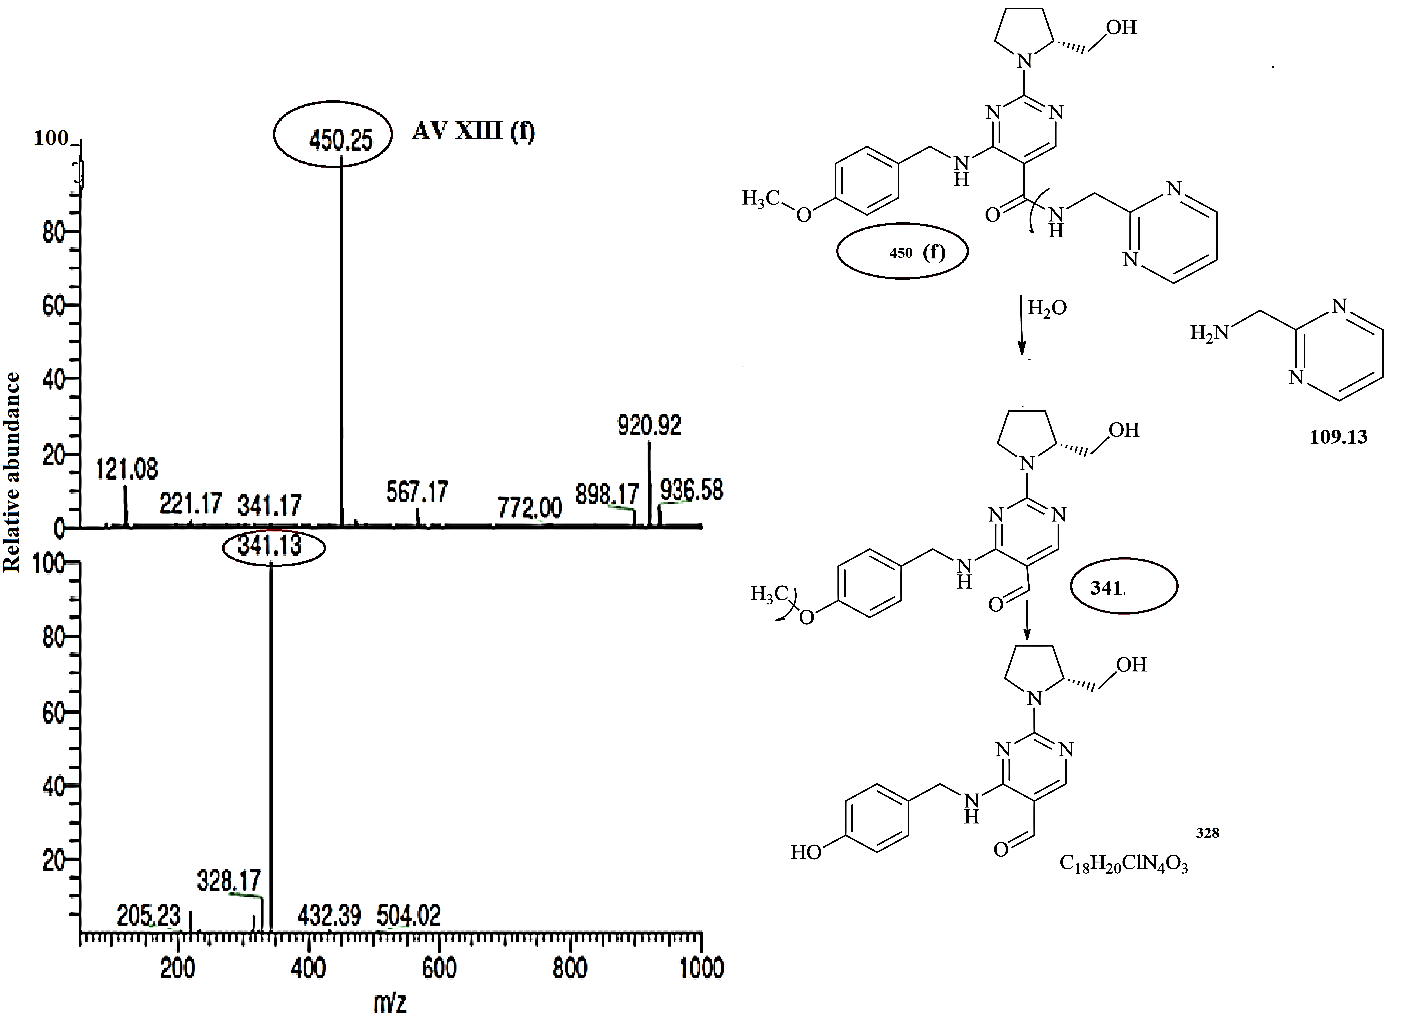 Relative abundance
100
80
60
40
20
0
450.25
AV XIII (f)
121.08
221.17
341.17
567.17
772.00
898.17
920.92
936.58
100
80
60
40
20
341.13
328.17
205.23
432.39
504.02
200
400
600
800
1000
m/z
OH
N
N
N
N
H
H3C
O
O
N
H
N
N
450 (f)
H2O
H2N
N
N
109.13
OH
N
N
N
N
H
H3C
O
O
341.
OH
N
N
N
N
H
HO
O
328
C18H20ClN4O3